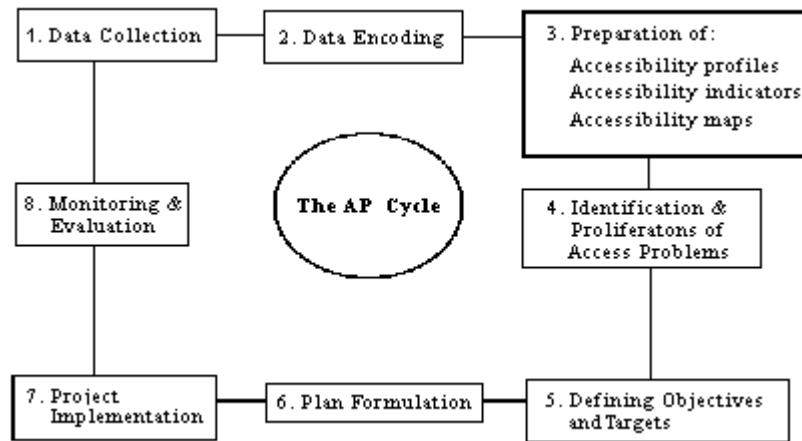 1. Data Collection
2. Data Encoding
3. Preparation of:
Accessibility profiles
Accessibility indicators
Accessibility maps
The AP Cycle
8. Monitoring &
Evaluation
4. Identification &
Proliferatons of
Access Problems
7. Project
Implementation
6. Plan Formulation
5. Defining Objectives
and Targets